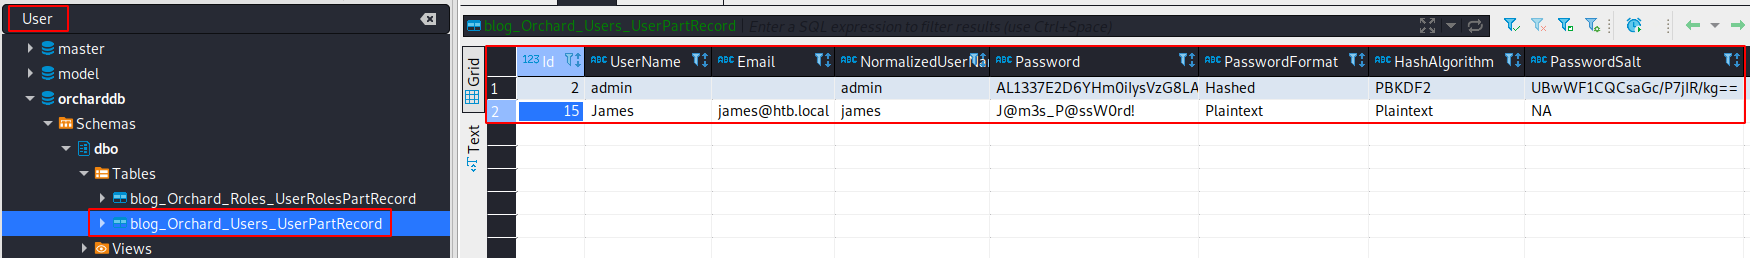 User
master
model
orcharddb
Schemas
dbo
Tables
blog_Orchard_Roles_UserRolesPartRecord
blog_Orchard_Users_UserPartRecord
Views
blog_Orchard_Users_UserPartRecord Enter a SQL expression to filter results (use Ctrl+Space)
Grid
Text
123 Id ABC UserName ABC Email ABC NormalizedUserNam ABC Password ABC PasswordFormat ABC HashAlgorithm ABC PasswordSalt
1 2 admin admin AL1337E2D6YHm0iIysVzG8LA Hashed PBKDF2 UBwWF1CQCsaGc/P7jIR/kg==
2 15 James james@htb.local james J@m3s_P@ssW0rd! Plaintext Plaintext NA